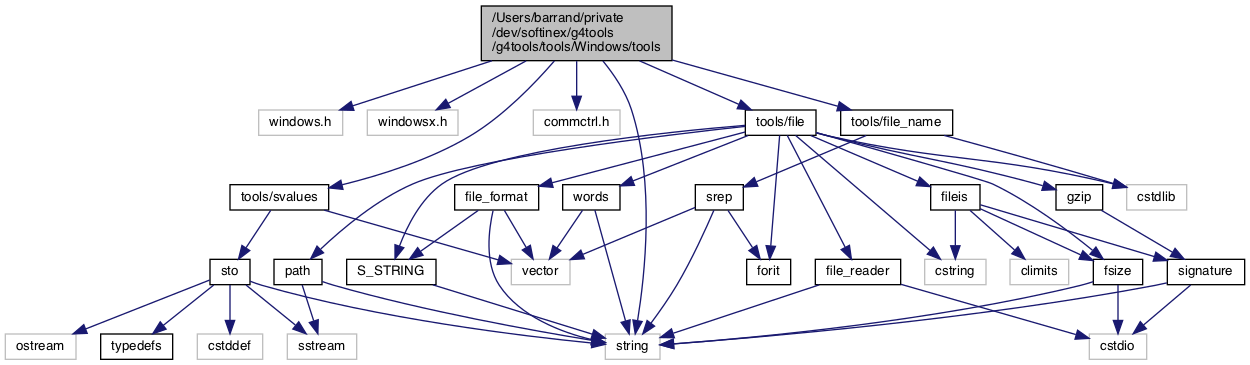 /Users/barrand/private
/dev/softinex/g4tools
/g4tools/tools/Windows/tools
windows.h
windowsx.h
commctrl.h
tools/file
tools/file_name
tools/svalues
file_format
words
srep
fileis
gzip
cstdlib
sto
path
S_STRING
vector
forit
file_reader
cstring
climits
fsize
signature
ostream
typedefs
cstddef
sstream
string
cstdio